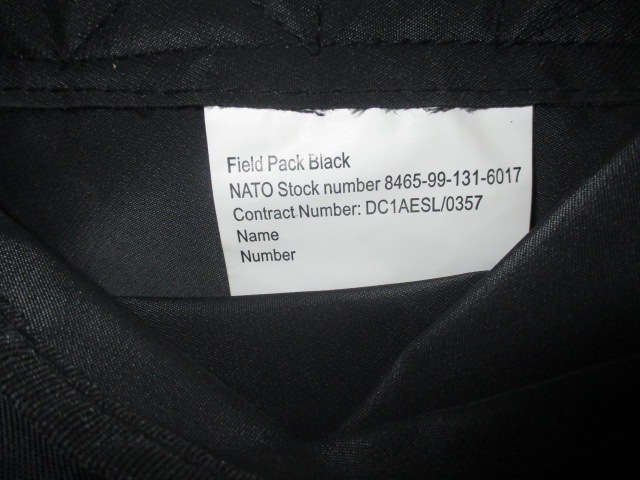 Field Pack Black
NATO Stock number 8465-99-131-6017
Contract Number: DC1AESL/0357
Name
Number